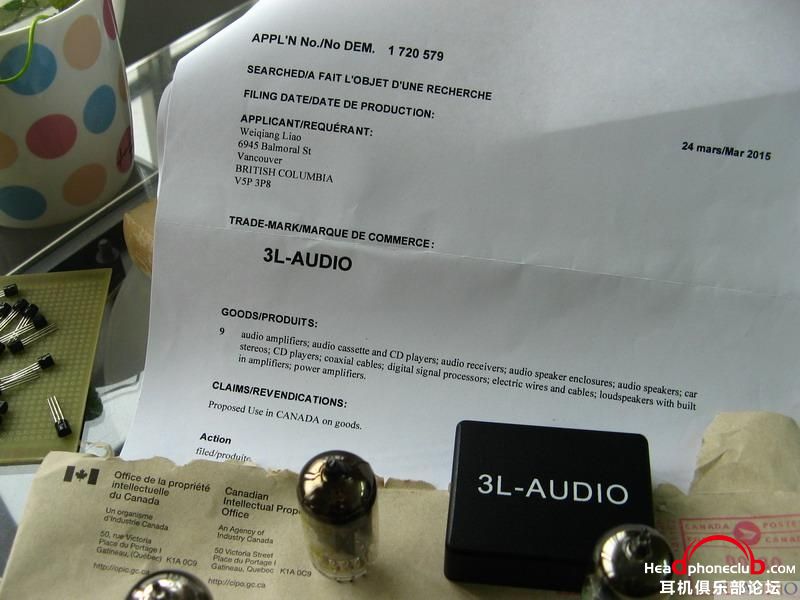 APPL'N No./No DEM. 1 720 579
SEARCHED/A FAIT L'OBJET D'UNE RECHERCHE
FILING DATE/DATE DE PRODUCTION:
24 mars/Mar 2015
APPLICANT/REQUÉRANT:
Weiqiang Liao
6945 Balmoral St
Vancouver
BRITISH COLUMBIA
V5P 3P8
TRADE-MARK/MARQUE DE COMMERCE:
3L-AUDIO
GOODS/PRODUITS:
9 audio amplifiers; audio cassette and CD players; audio receivers; audio speaker enclosures; audio speakers; car
stereos; CD players; coaxial cables; digital signal processors; electric wires and cables; loudspeakers with built
in amplifiers; power amplifiers.
CLAIMS/REVENDICATIONS:
Proposed Use in CANADA on goods.
Action
filed/produite
Office de la propriété
intellectuelle
du Canada
Un organisme
d'Industrie Canada
50, rue Victoria
Place du Portage I
Gatineau, (Québec) K1A 0C9
http://opic.gc.ca
Canadian
Intellectual Prop
Office
An Agency of
Industry Canada
50 Victoria Street
Place du Portage I
Gatineau, Quebec K1A 0C9
http://cipo.gc.ca
3L-AUDIO
CANADA POSTE
HeadphoneclubD.com
耳机俱乐部论坛